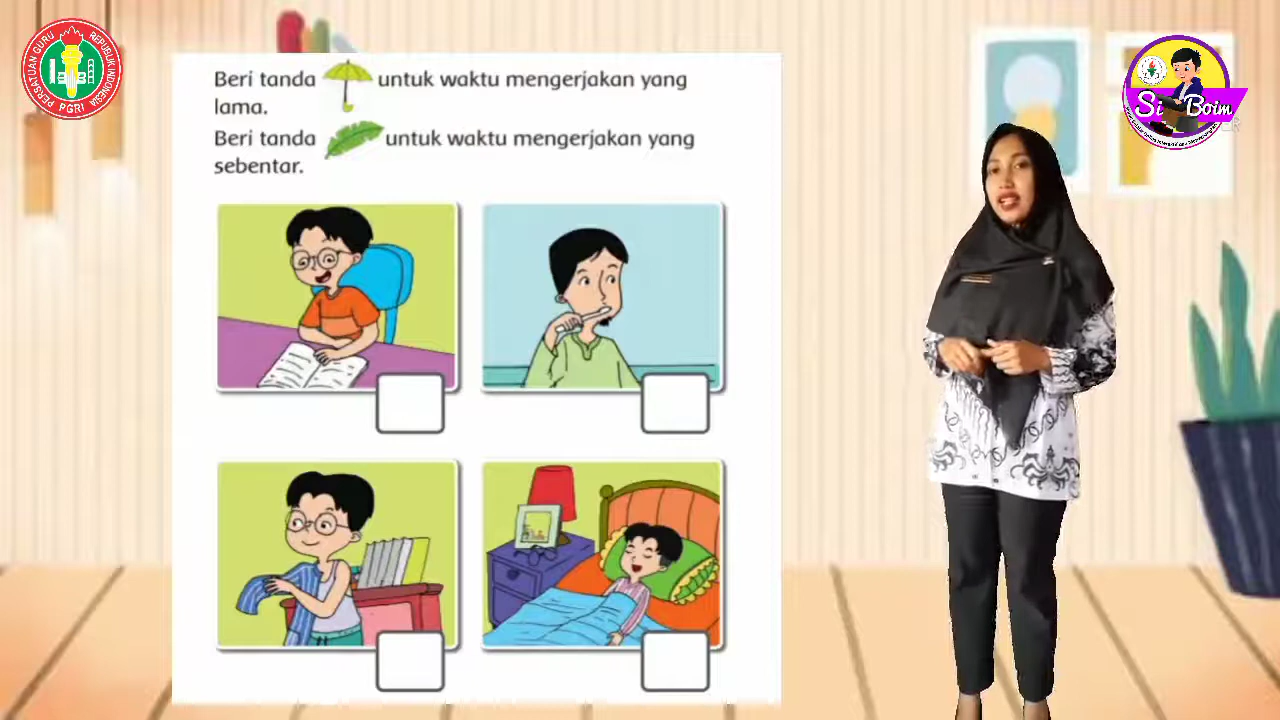 Beri tanda untuk waktu mengerjakan yang
lama.
Beri tanda untuk waktu mengerjakan yang
sebentar.
PERSATUAN GURU REPUBLIK INDONESIA
PGRI
Si Boim